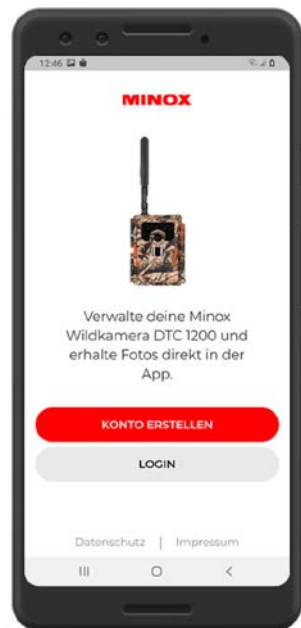 12:46
MINOX
Verwalte deine Minox
Wildkamera DTC 1200 und
erhalte Fotos direkt in der
App.
KONTO ERSTELLEN
LOGIN
Datenschutz | Impressum